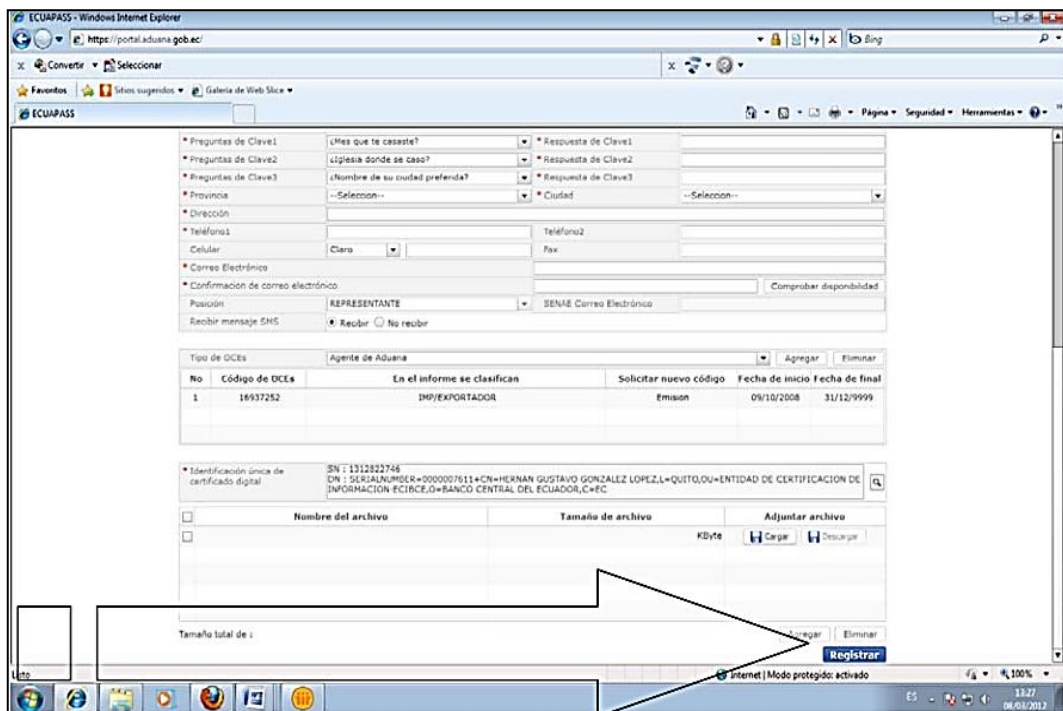 ECUAPASS - Windows Internet Explorer
https://portal.aduana.gob.ec/ Bing
x Convertir Seleccionar x
Favoritos Sitios sugeridos Galería de Web Slice
ECUAPASS Página Seguridad Herramientas
* Preguntas de Clave1 ¿Mes que te casaste? * Respuesta de Clave1
* Preguntas de Clave2 ¿Iglesia donde se caso? * Respuesta de Clave2
* Preguntas de Clave3 ¿Nombre de su ciudad preferida? * Respuesta de Clave3
* Provincia --Seleccion-- * Ciudad --Seleccion--
* Dirección
* Teléfono1 Teléfono2
Celular Claro Fax
* Correo Electrónico
* Confirmacion de correo electrónico Comprobar disponibilidad
Posición REPRESENTANTE SENAE Correo Electrónico
Recibir mensaje SMS Recibir No recibir
Tipo de OCEs Agente de Aduana Agregar Eliminar
No Código de OCEs En el informe se clasifican Solicitar nuevo código Fecha de inicio Fecha de final
1 16937252 IMP/EXPORTADOR Emision 09/10/2008 31/12/9999
* Identificación única de certificado digital
SN : 1312822746
DN : SERIALNUMBER=0000007611+CN=HERNAN GUSTAVO GONZALEZ LOPEZ,L=QUITO,OU=ENTIDAD DE CERTIFICACION DE
INFORMACION-ECIBCE,O=BANCO CENTRAL DEL ECUADOR,C=EC
Nombre del archivo Tamaño de archivo Adjuntar archivo
KByte Cargar Descargar
Tamaño total de : Agregar Eliminar
Registrar
Listo Internet | Modo protegido: activado 100%
ES 13:27
08/03/2012